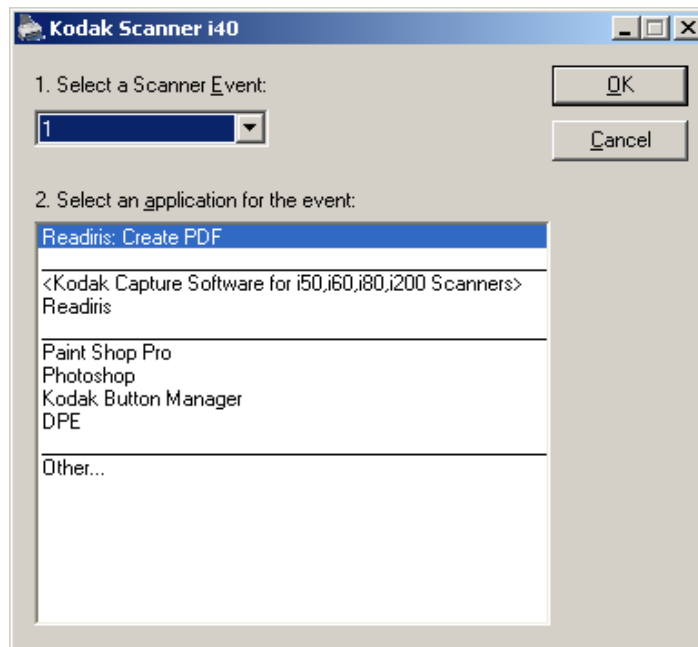 Kodak Scanner i40
1. Select a Scanner Event:
1
OK
Cancel
2. Select an application for the event:
Readiris: Create PDF
<Kodak Capture Software for i50,i60,i80,i200 Scanners>
Readiris
Paint Shop Pro
Photoshop
Kodak Button Manager
DPE
Other...